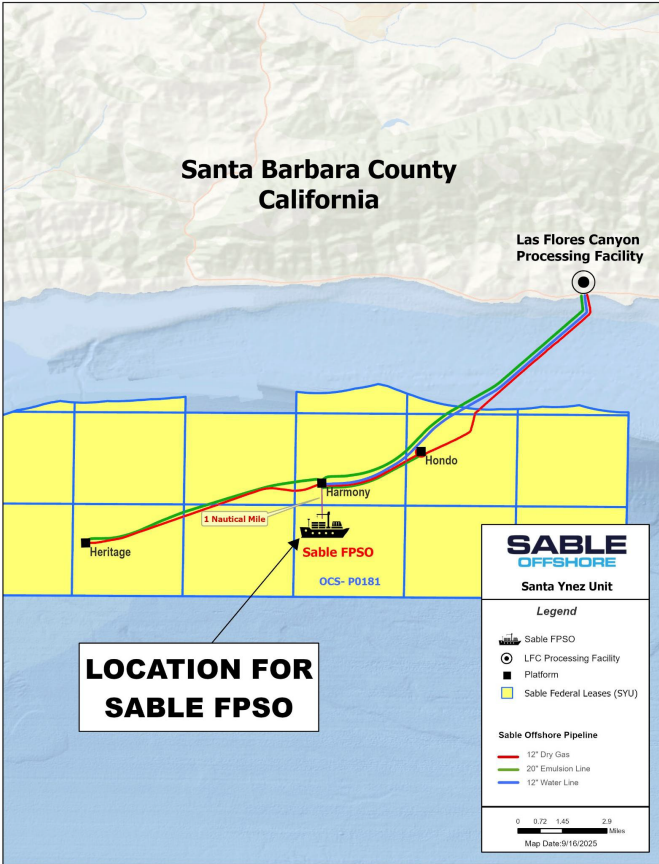 Santa Barbara County
California
Las Flores Canyon
Processing Facility
Hondo
Harmony
1 Nautical Mile
Heritage
Sable FPSO
OCS- P0181
LOCATION FOR
SABLE FPSO
SABLE
OFFSHORE
Santa Ynez Unit
Legend
Sable FPSO
LFC Processing Facility
Platform
Sable Federal Leases (SYU)
Sable Offshore Pipeline
12" Dry Gas
20" Emulsion Line
12" Water Line
0 0.72 1.45 2.9
Miles
Map Date:9/16/2025